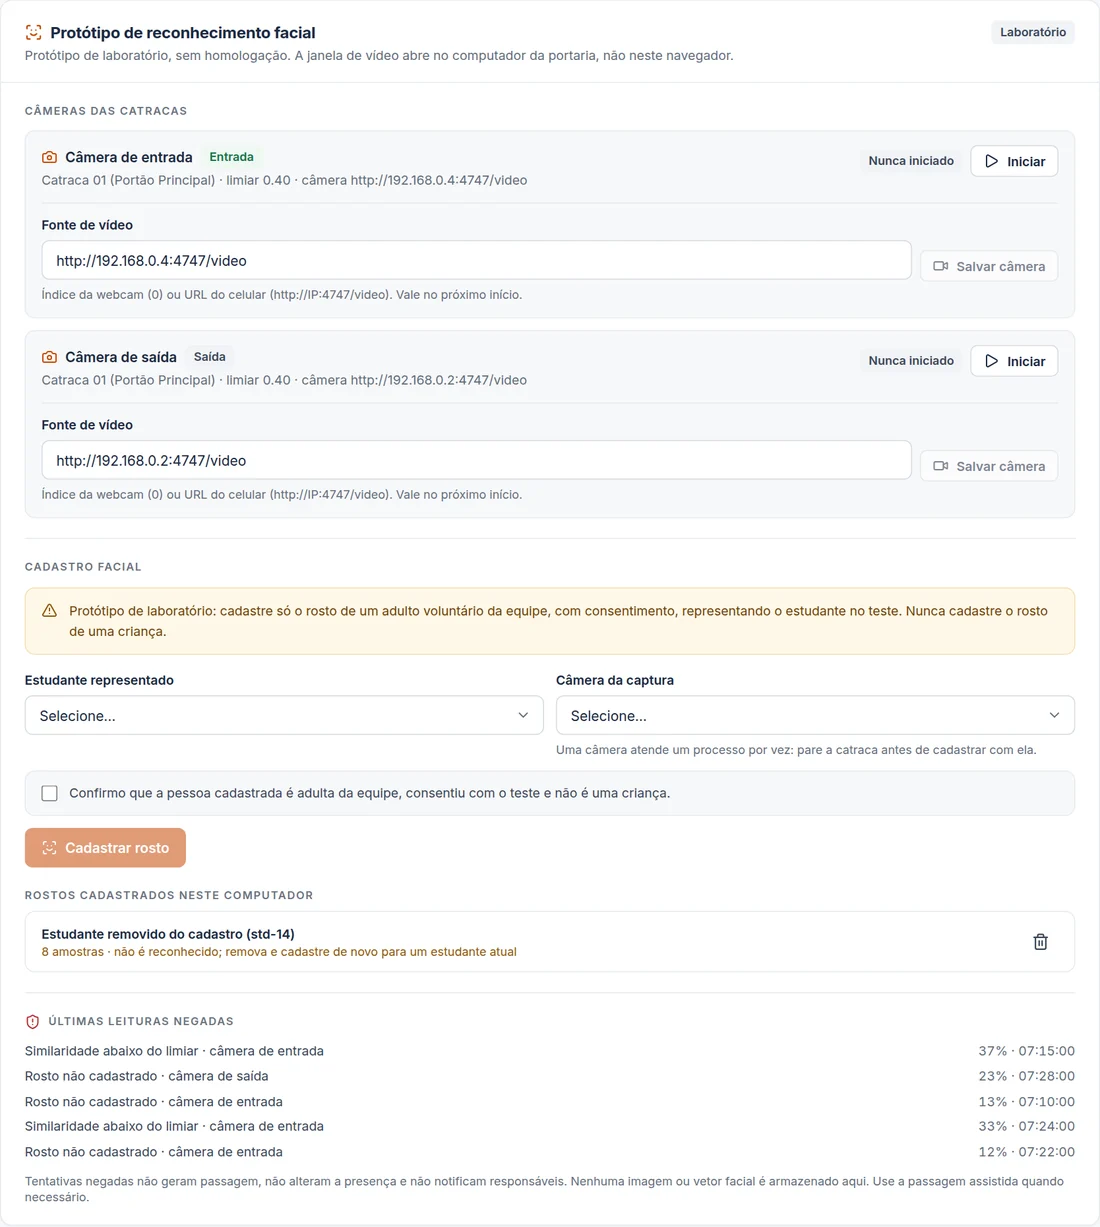 Protótipo de reconhecimento facial
Laboratório
Protótipo de laboratório, sem homologação. A janela de vídeo abre no computador da portaria, não neste navegador.
CÂMERAS DAS CATRACAS
Câmera de entrada Entrada
Nunca iniciado Iniciar
Catraca 01 (Portão Principal) · limiar 0.40 · câmera http://192.168.0.4:4747/video
Fonte de vídeo
http://192.168.0.4:4747/video
Salvar câmera
Índice da webcam (0) ou URL do celular (http://IP:4747/video). Vale no próximo início.
Câmera de saída Saída
Nunca iniciado Iniciar
Catraca 01 (Portão Principal) · limiar 0.40 · câmera http://192.168.0.2:4747/video
Fonte de vídeo
http://192.168.0.2:4747/video
Salvar câmera
Índice da webcam (0) ou URL do celular (http://IP:4747/video). Vale no próximo início.
CADASTRO FACIAL
Protótipo de laboratório: cadastre só o rosto de um adulto voluntário da equipe, com consentimento, representando o estudante no teste. Nunca cadastre o rosto
de uma criança.
Estudante representado
Selecione...
Câmera da captura
Selecione...
Uma câmera atende um processo por vez: pare a catraca antes de cadastrar com ela.
Confirmo que a pessoa cadastrada é adulta da equipe, consentiu com o teste e não é uma criança.
Cadastrar rosto
ROSTOS CADASTRADOS NESTE COMPUTADOR
Estudante removido do cadastro (std-14)
8 amostras · não é reconhecido; remova e cadastre de novo para um estudante atual
ÚLTIMAS LEITURAS NEGADAS
Similaridade abaixo do limiar · câmera de entrada 37% · 07:15:00
Rosto não cadastrado · câmera de saída 23% · 07:28:00
Rosto não cadastrado · câmera de entrada 13% · 07:10:00
Similaridade abaixo do limiar · câmera de entrada 33% · 07:24:00
Rosto não cadastrado · câmera de entrada 12% · 07:22:00
Tentativas negadas não geram passagem, não alteram a presença e não notificam responsáveis. Nenhuma imagem ou vetor facial é armazenado aqui. Use a passagem assistida quando
necessário.